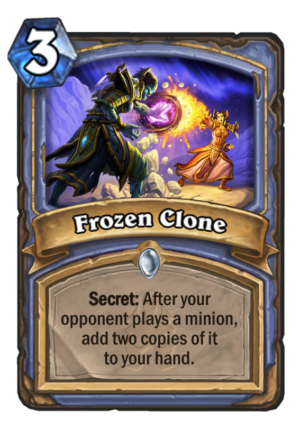 3
Frozen Clone
Secret: After your
opponent plays a minion,
add two copies of it
to your hand.